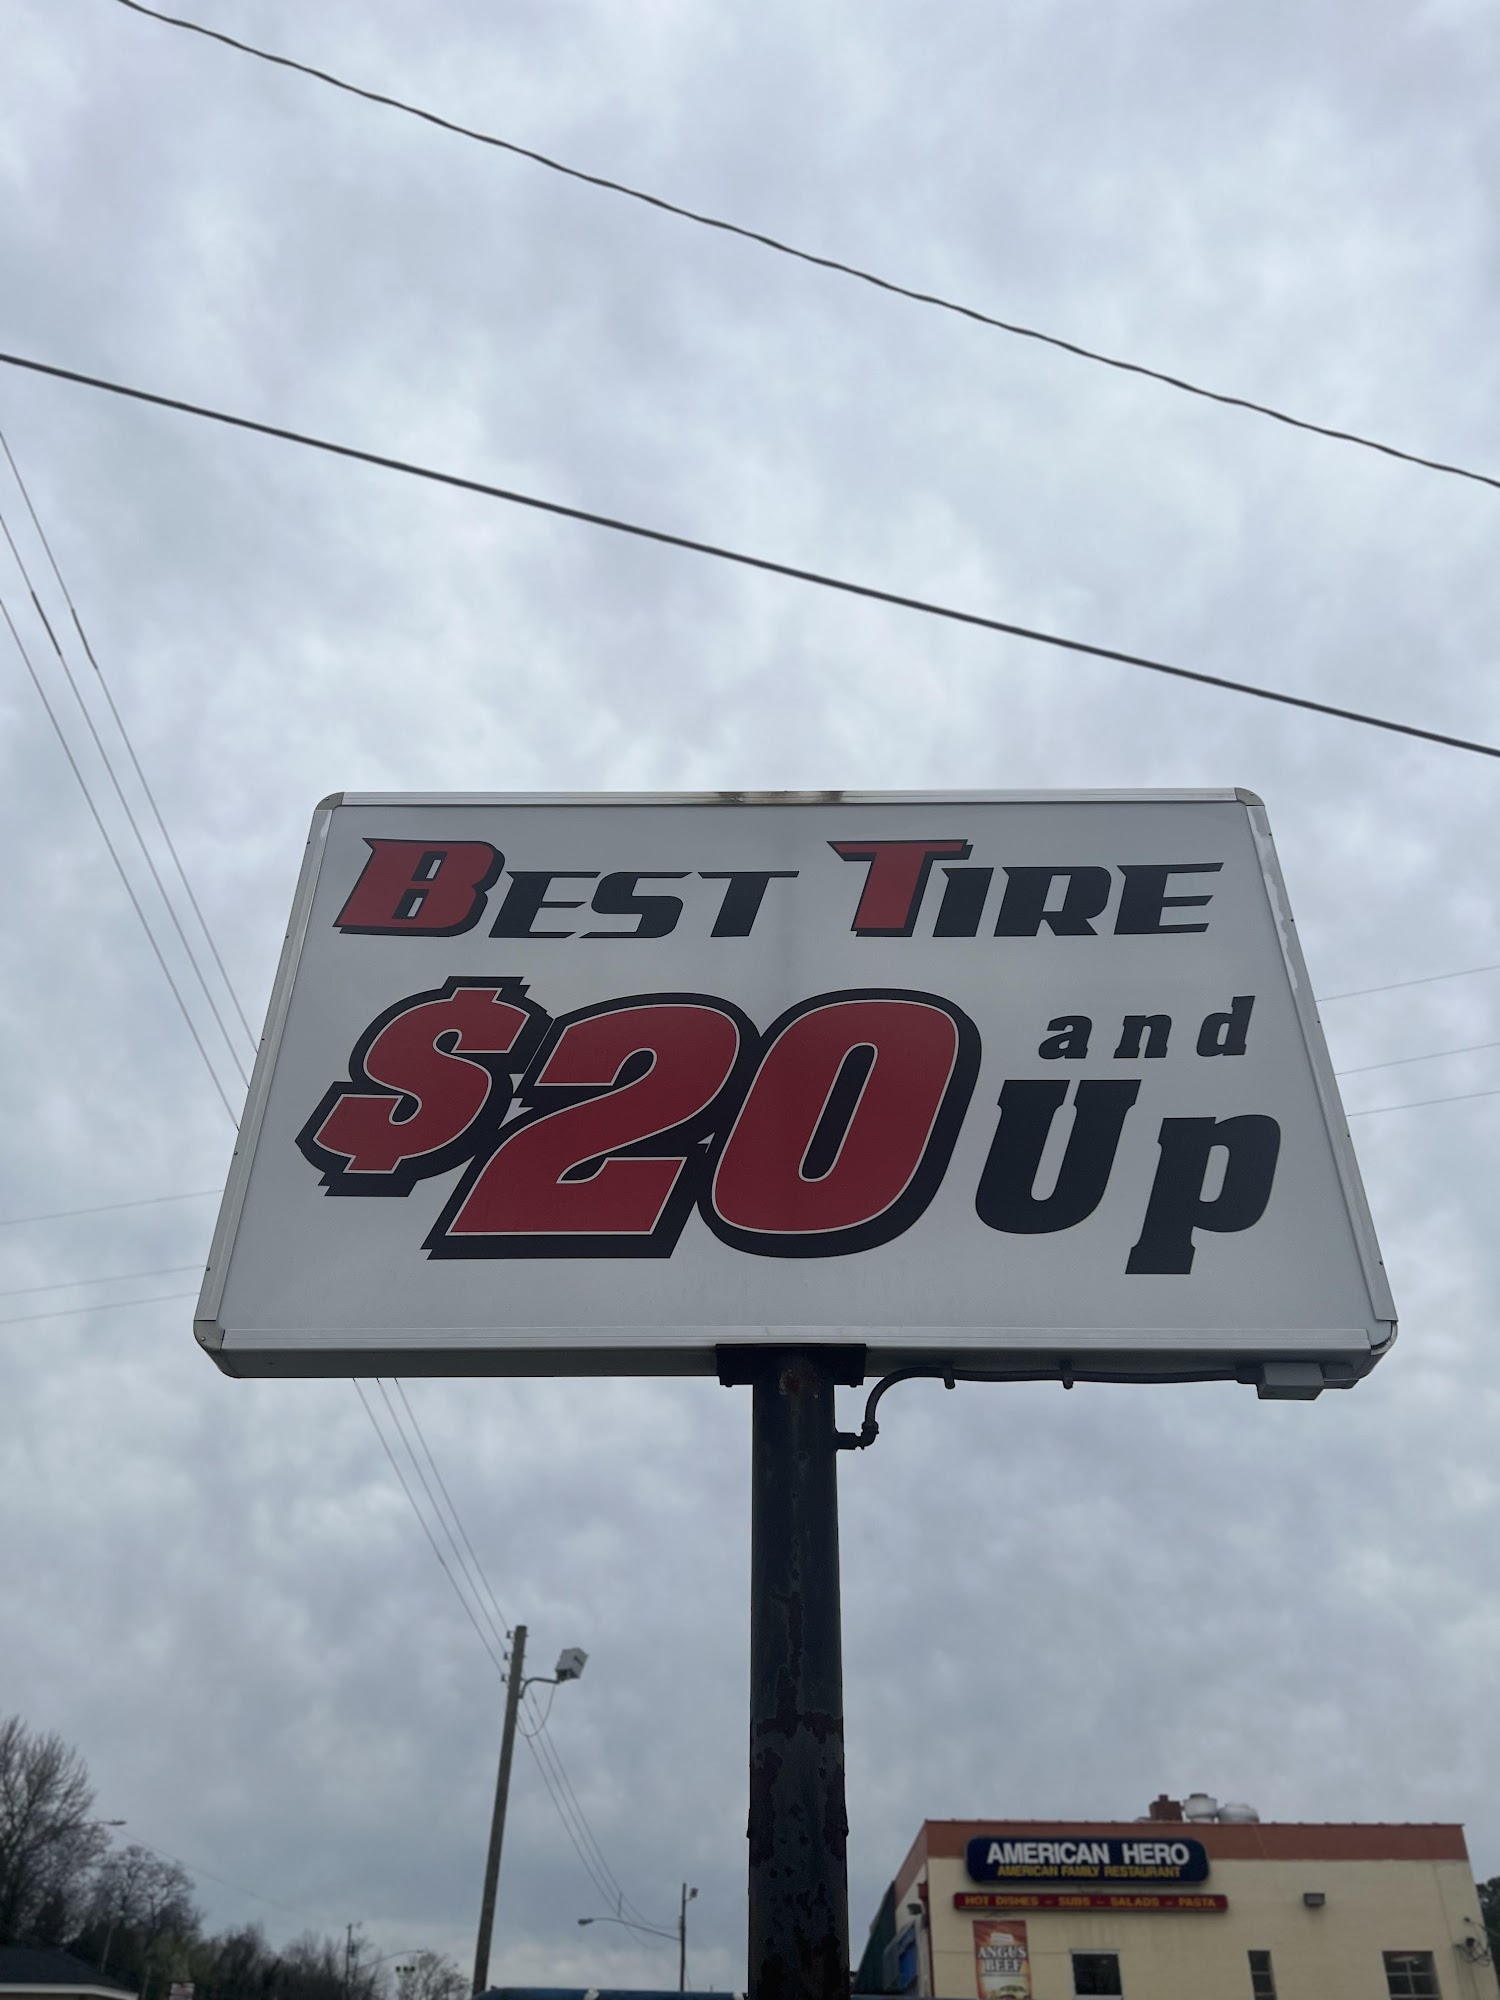 BEST TIRE
$20 and
Up
AMERICAN HERO
AMERICAN FAMILY RESTAURANT
HOT DISHES - SUBS - SALADS - PASTA
ANGUS
BEEF